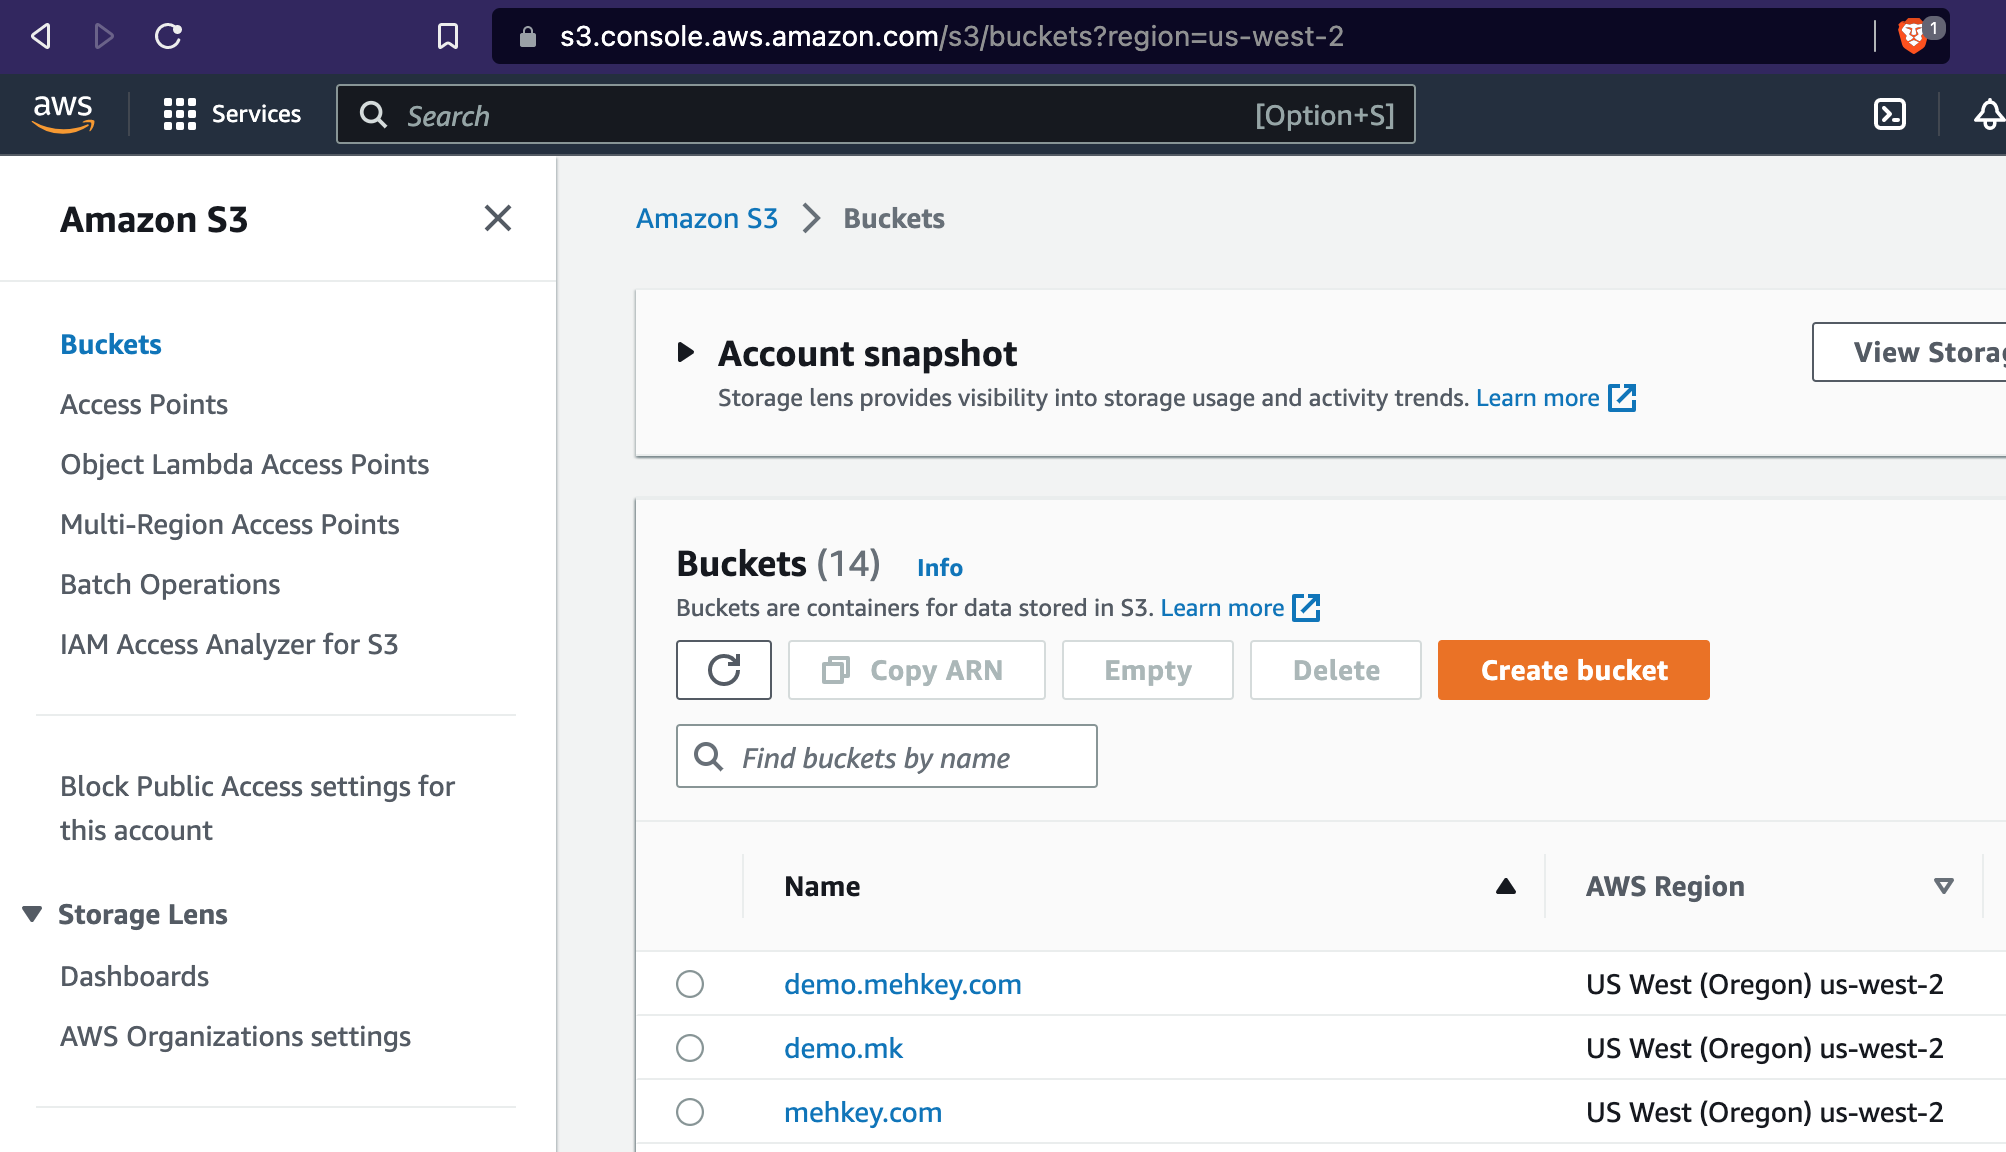 s3.console.aws.amazon.com/s3/buckets?region=us-west-2
1
aws
Services
Search
[Option+S]
Amazon S3
Buckets
Access Points
Object Lambda Access Points
Multi-Region Access Points
Batch Operations
IAM Access Analyzer for S3
Block Public Access settings for
this account
Storage Lens
Dashboards
AWS Organizations settings
Amazon S3 > Buckets
Account snapshot
View Storag
Storage lens provides visibility into storage usage and activity trends. Learn more
Buckets (14) Info
Buckets are containers for data stored in S3. Learn more
Copy ARN
Empty
Delete
Create bucket
Find buckets by name
Name
AWS Region
demo.mehkey.com
US West (Oregon) us-west-2
demo.mk
US West (Oregon) us-west-2
mehkey.com
US West (Oregon) us-west-2